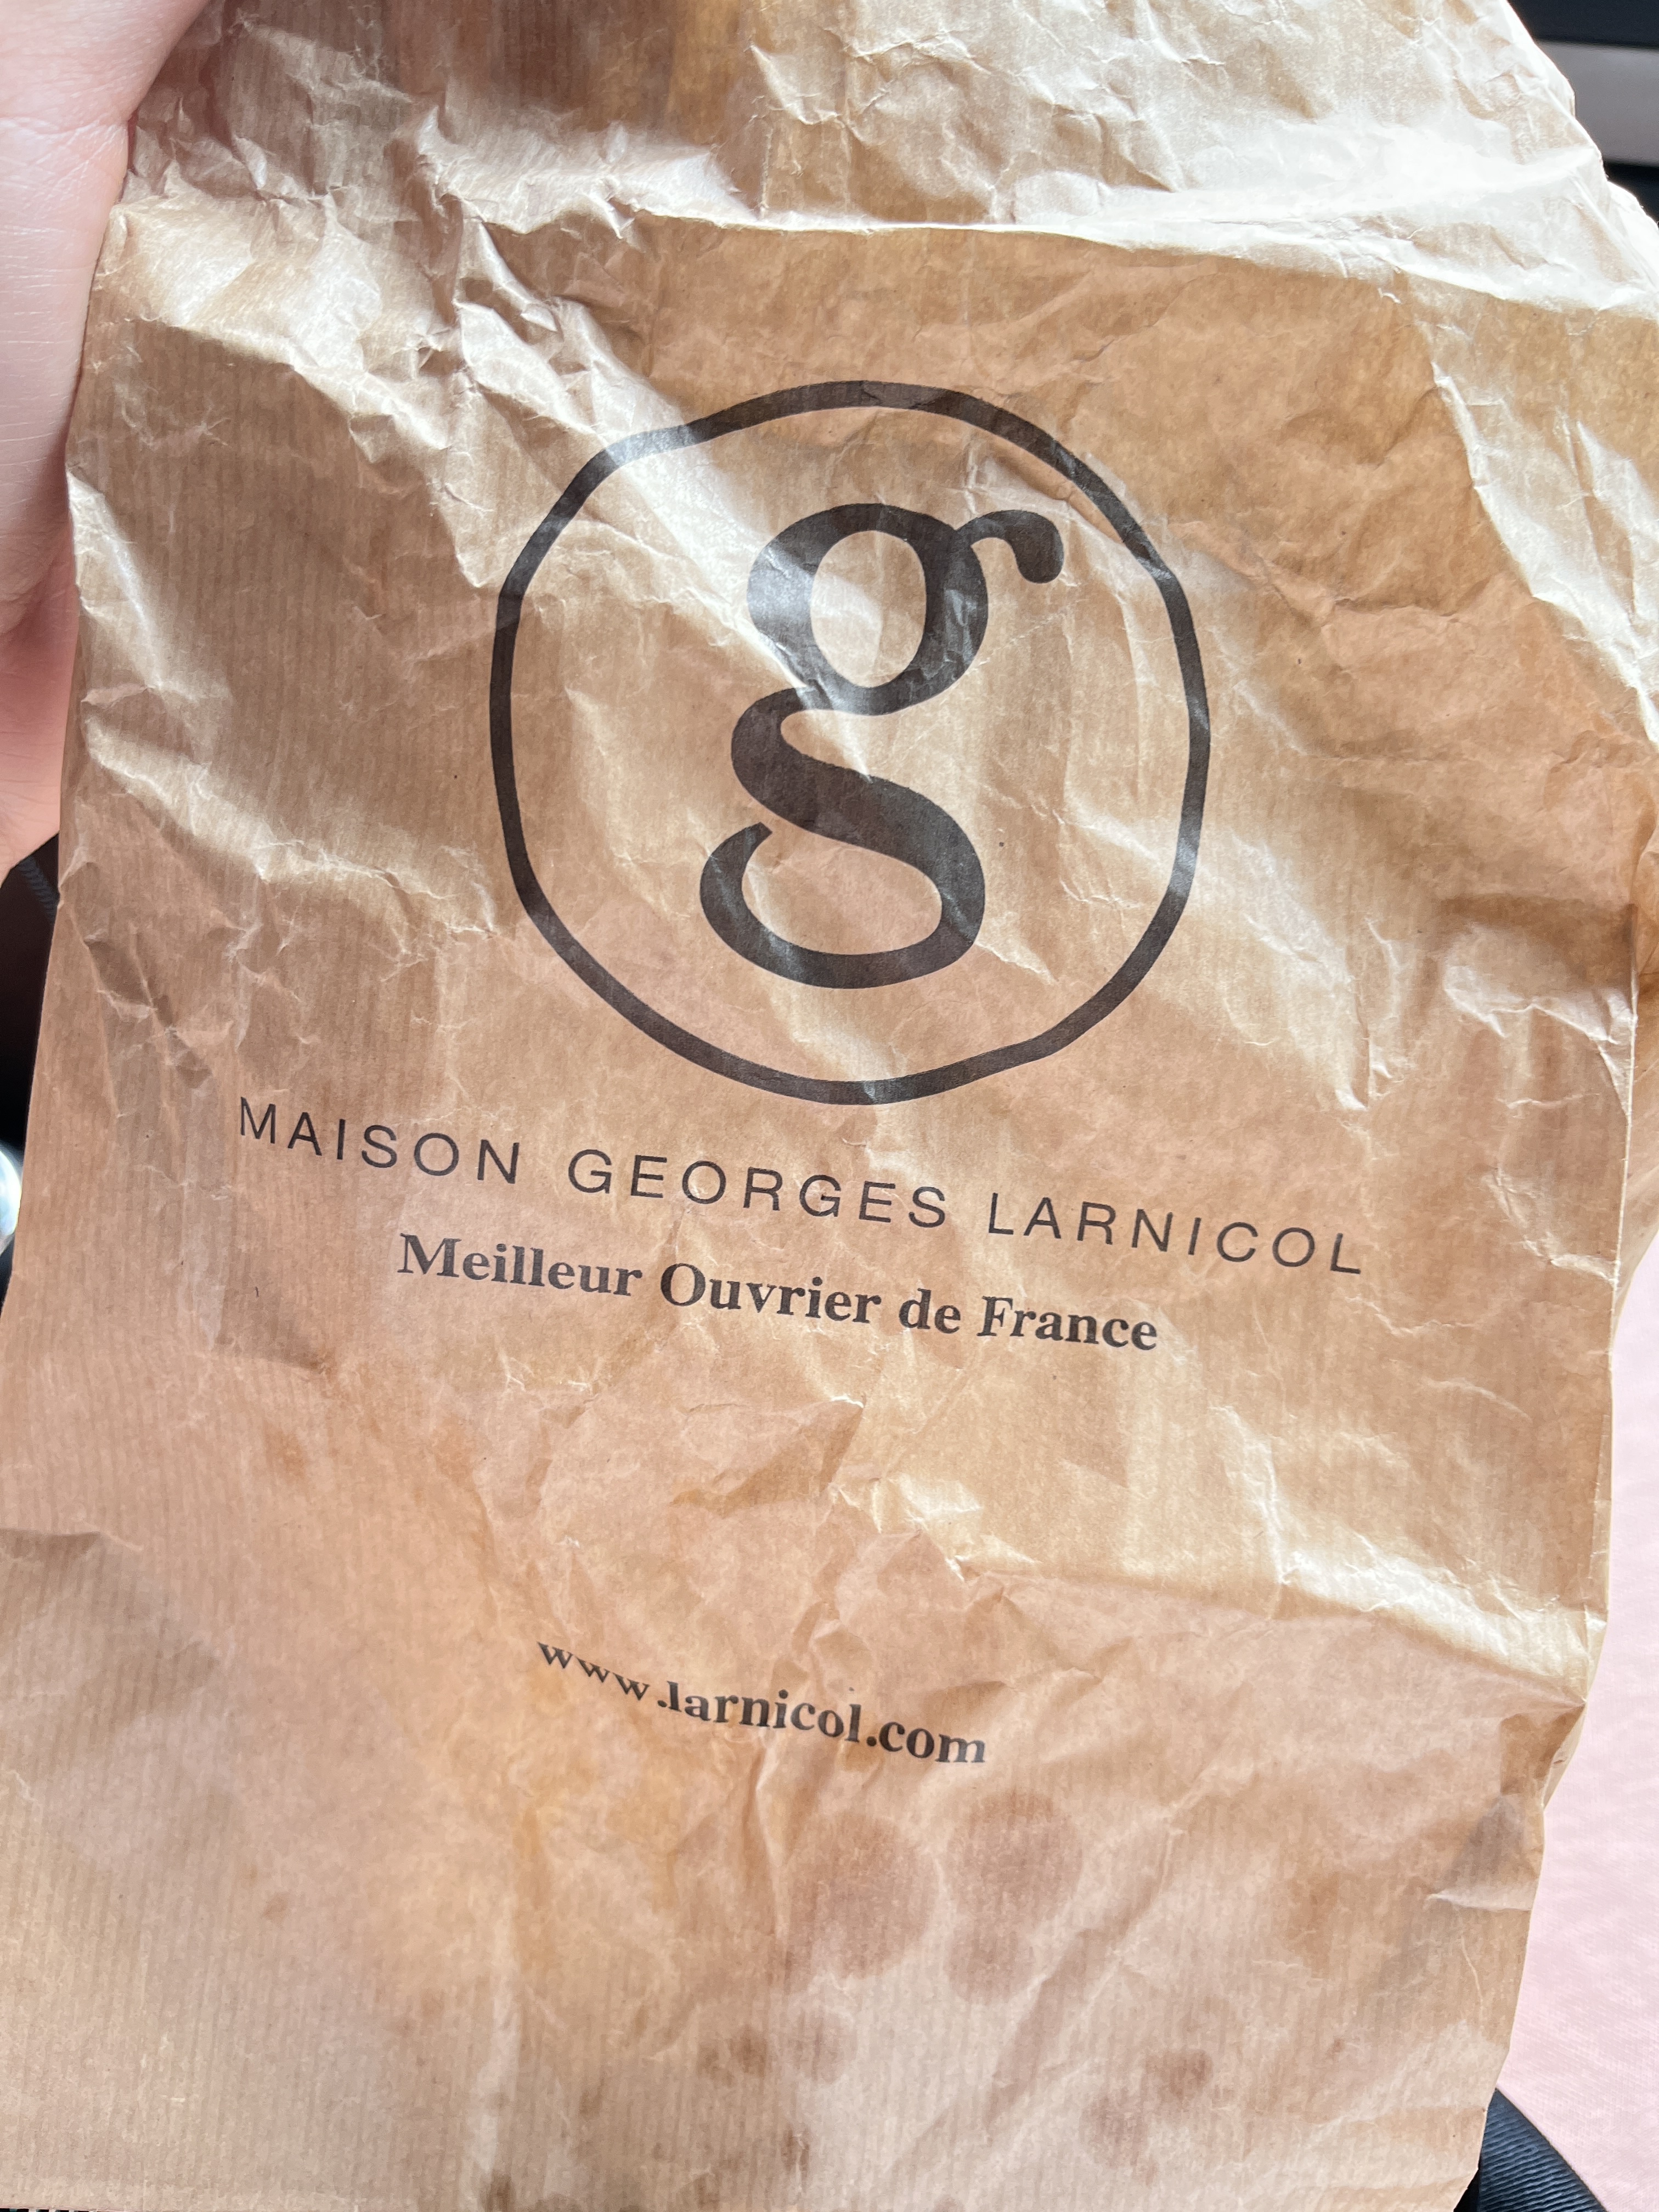 g
MAISON GEORGES LARNICOL
Meilleur Ouvrier de France
www.larnicol.com